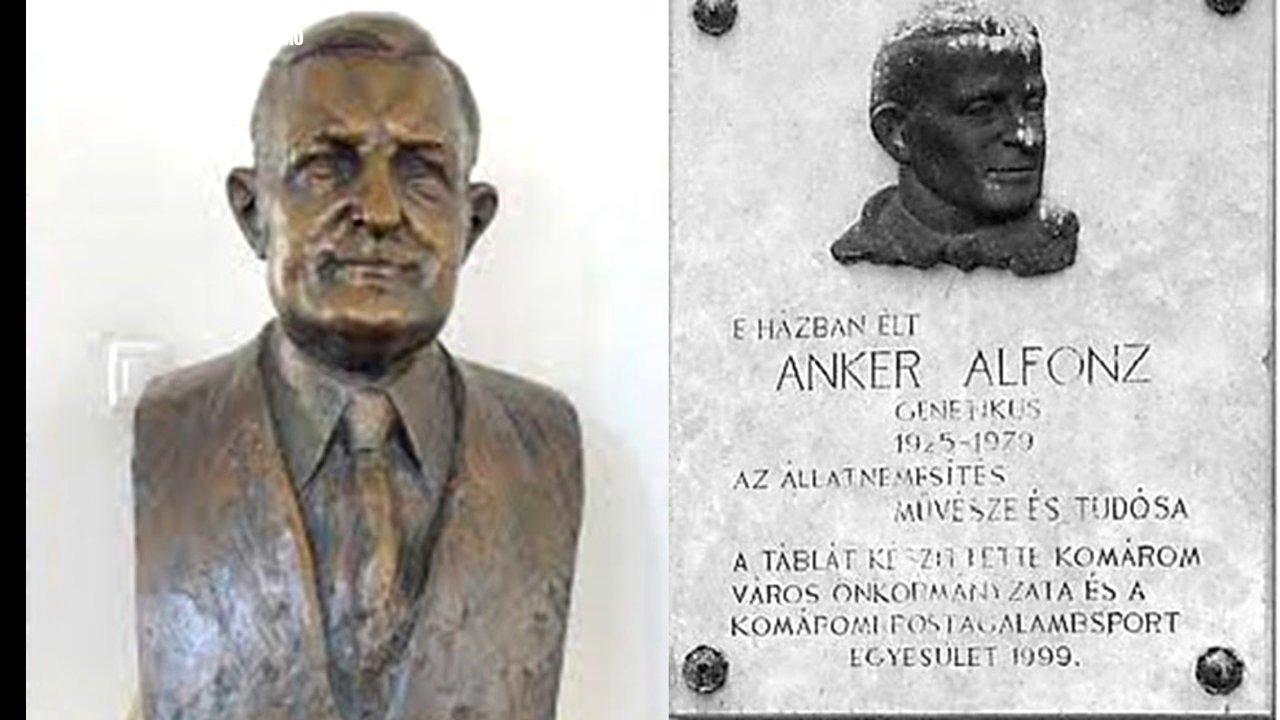 E HÁZBAN ÉLT
ANKER ALFONZ
GENETIKUS
1925-1979
AZ ÁLLATNEMESÍTÉS
MŰVÉSZE ÉS TUDÓSA
A TÁBLÁT KÉSZÍTTETTE KOMÁROM
VÁROS ÖNKORMÁNYZATA ÉS A
KOMÁROMI POSTAGALAMBSPORT
EGYESÜLET 1999.